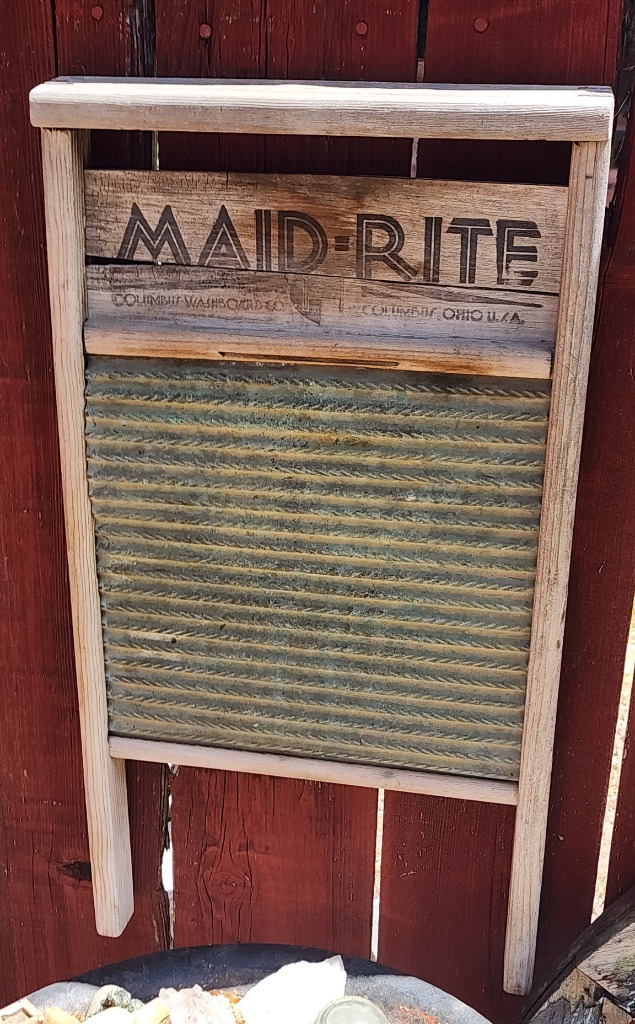 MAID-RITE
COLUMBUS WASHBOARD CO. COLUMBUS, OHIO U.S.A.